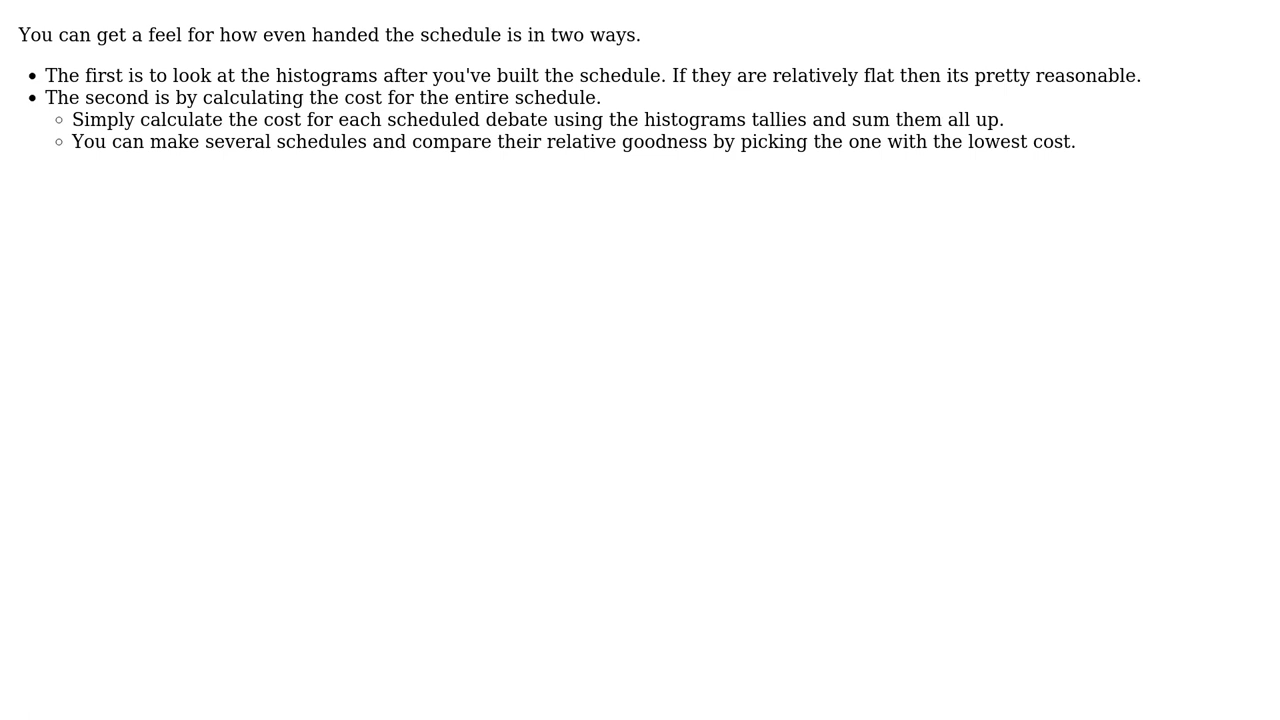 You can get a feel for how even handed the schedule is in two ways.
The first is to look at the histograms after you've built the schedule. If they are relatively flat then its pretty reasonable.
The second is by calculating the cost for the entire schedule.
Simply calculate the cost for each scheduled debate using the histograms tallies and sum them all up.
You can make several schedules and compare their relative goodness by picking the one with the lowest cost.